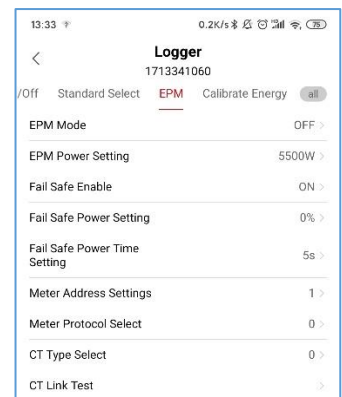 13:33 0.2K/s 75
Logger
1713341060
/Off Standard Select EPM Calibrate Energy all
EPM Mode OFF >
EPM Power Setting 5500W >
Fail Safe Enable ON >
Fail Safe Power Setting 0% >
Fail Safe Power Time
Setting 5s >
Meter Address Settings 1 >
Meter Protocol Select 0 >
CT Type Select 0 >
CT Link Test >